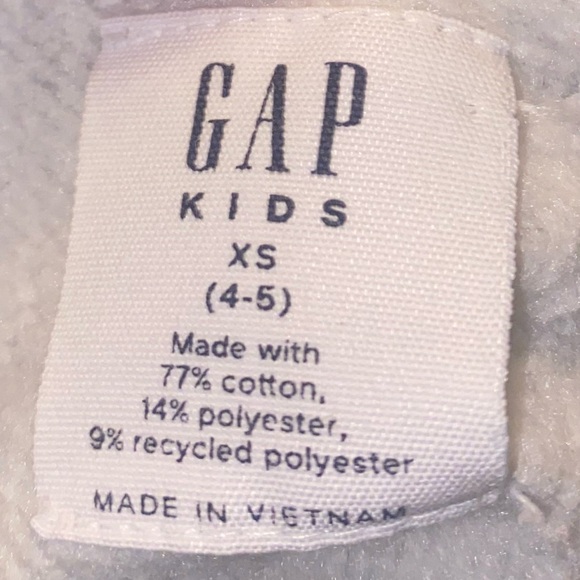 GAP
KIDS
XS
(4-5)
Made with
77% cotton,
14% polyester,
9% recycled polyester
MADE IN VIETNAM